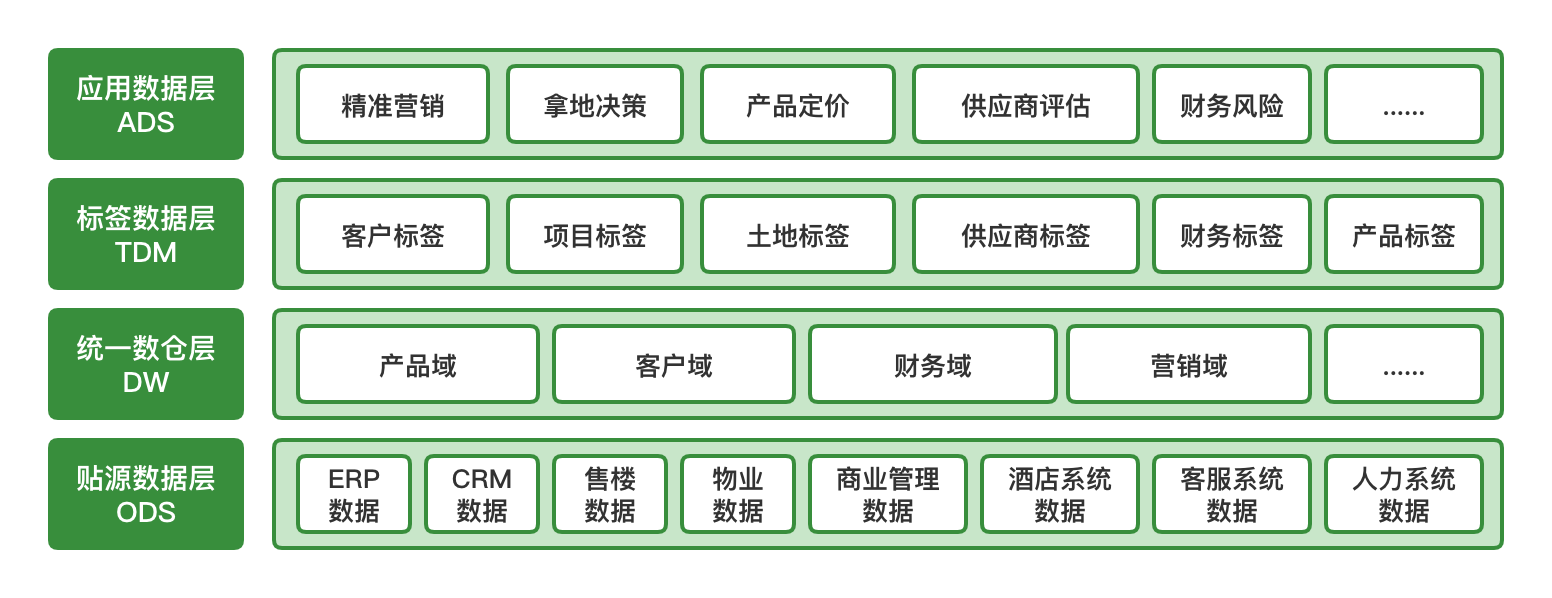 应用数据层
ADS
精准营销
拿地决策
产品定价
供应商评估
财务风险
......
标签数据层
TDM
客户标签
项目标签
土地标签
供应商标签
财务标签
产品标签
统一数仓层
DW
产品域
客户域
财务域
营销域
......
贴源数据层
ODS
ERP
数据
CRM
数据
售楼
数据
物业
数据
商业管理
数据
酒店系统
数据
客服系统
数据
人力系统
数据